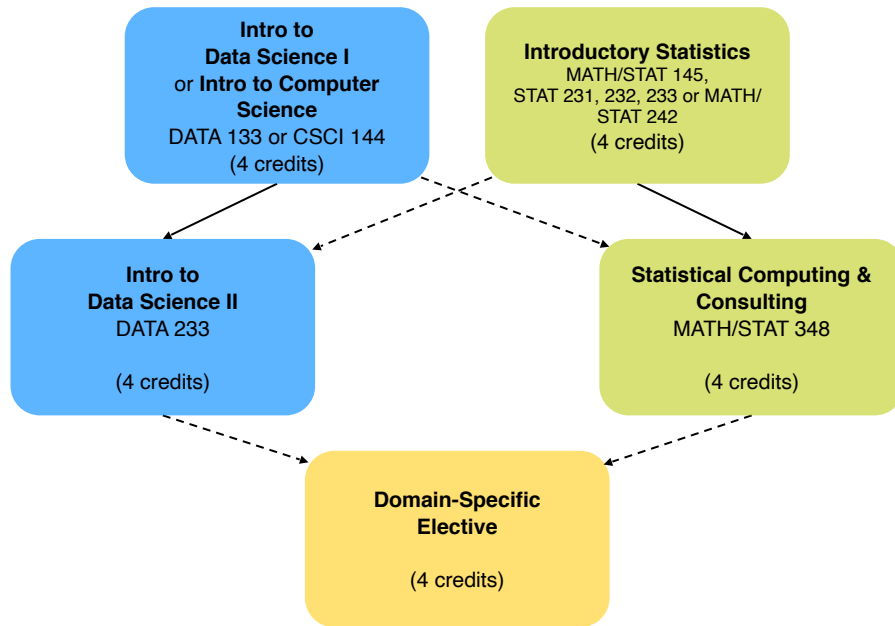 Intro to
Data Science I
or Intro to Computer
Science
DATA 133 or CSCI 144
(4 credits)
Introductory Statistics
MATH/STAT 145,
STAT 231, 232, 233 or MATH/
STAT 242
(4 credits)
Intro to
Data Science II
DATA 233
(4 credits)
Statistical Computing &
Consulting
MATH/STAT 348
(4 credits)
Domain-Specific
Elective
(4 credits)